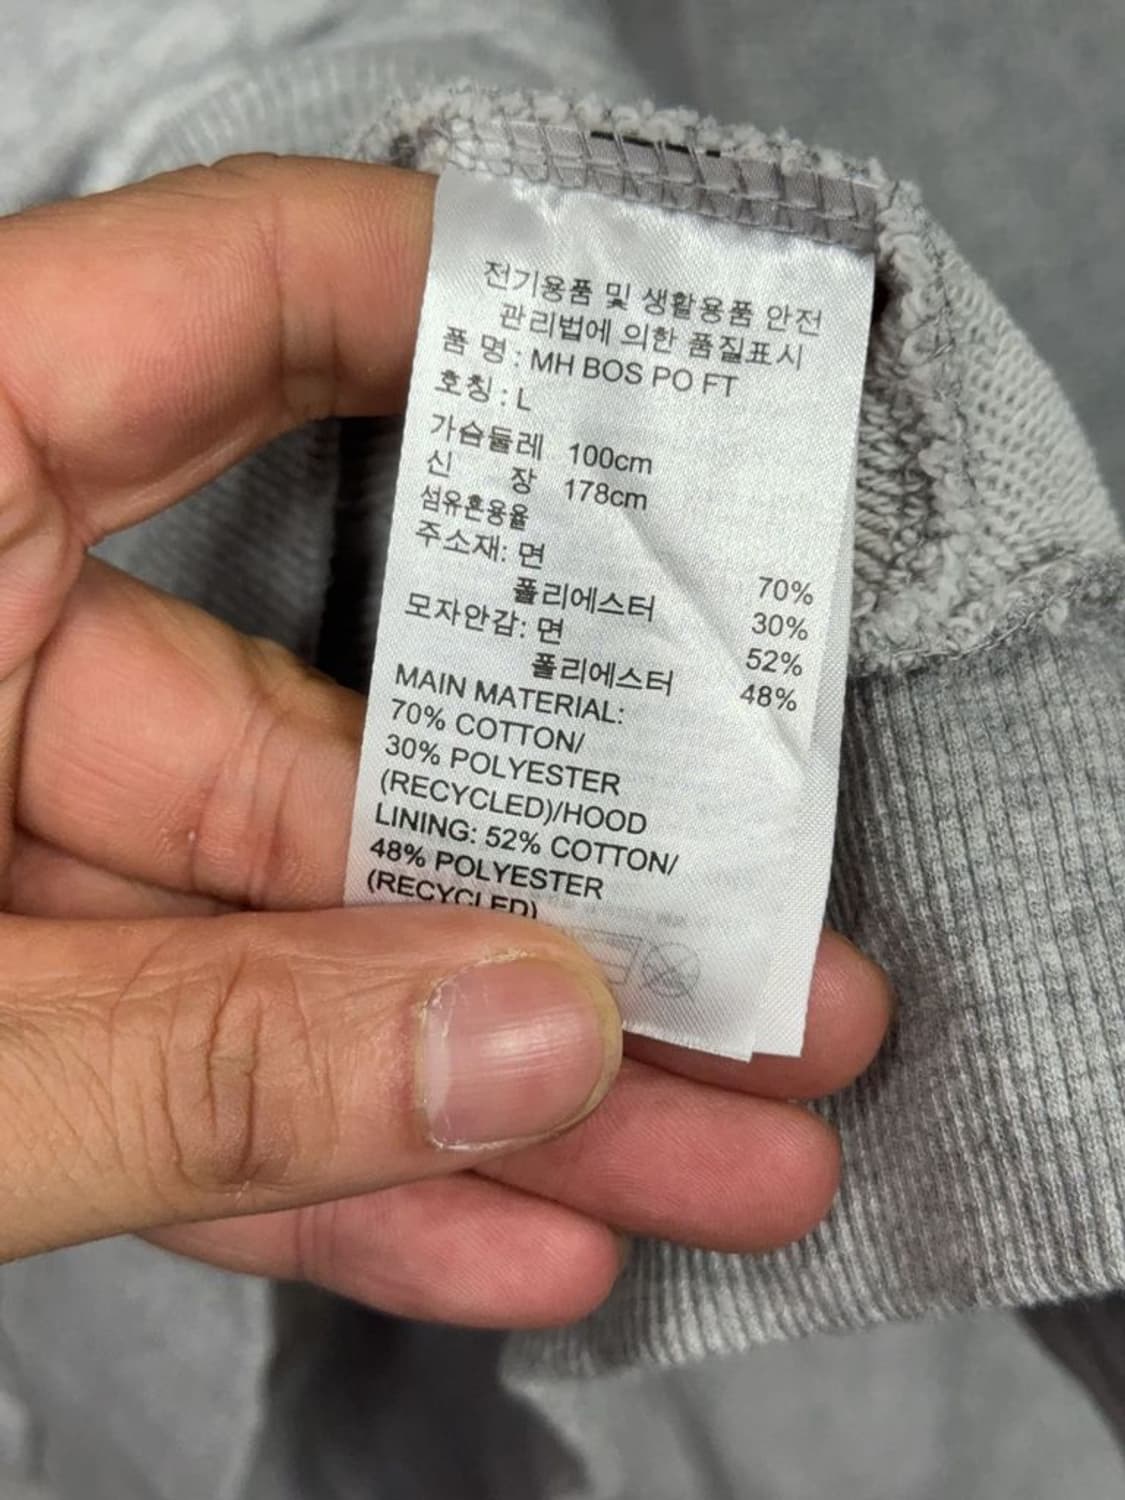 전기용품 및 생활용품 안전
관리법에 의한 품질표시
품 명 : MH BOS PO FT
호칭 : L
가슴둘레 100cm
신 장 178cm
섬유혼용율
주소재: 면 70%
폴리에스터 30%
모자안감: 면 52%
폴리에스터 48%
MAIN MATERIAL:
70% COTTON/
30% POLYESTER
(RECYCLED)/HOOD
LINING: 52% COTTON/
48% POLYESTER
(RECYCLED)